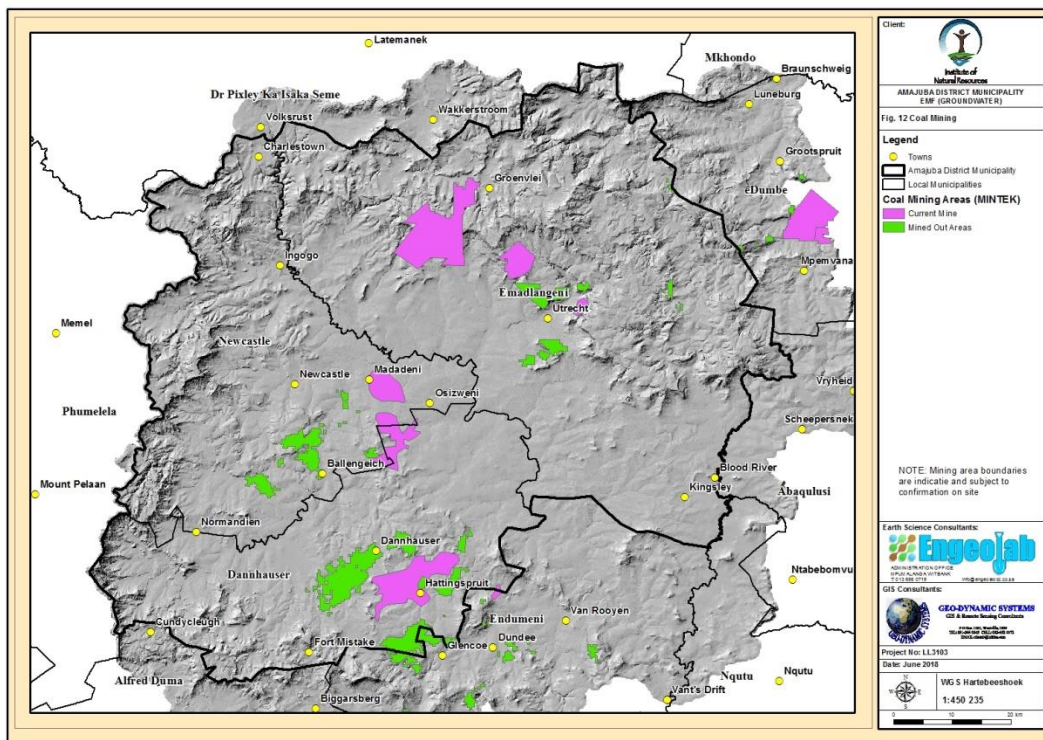 Latemanek
Mkhondo
Braunschweig
Dr Pixley Ka Isaka Seme
Luneburg
Wakkerstroom
Volksrust
Charlestown
Grootspruit
Groenvlei
eDumbe
Ingogo
Mpemvana
Emadlangeni
Utrecht
Memel
Newcastle
Newcastle
Madadeni
Vryheid
Osizweni
Phumelela
Scheepersnek
Ballengeich
Blood River
Mount Pelaan
Kingsley
Abaqulusi
Normandien
Dannhauser
Dannhauser
Hattingspruit
Ntabebomvu
Endumeni
Van Rooyen
Cundycleugh
Fort Mistake
Glencoe
Dundee
Alfred Duma
Nqutu
Nqutu
Vant's Drift
Biggarsberg
Client:
Institute of
Natural Resources
AMAJUBA DISTRICT MUNICIPALITY
EMF (GROUNDWATER)
Fig. 12 Coal Mining
Legend
Towns
Amajuba District Municipality
Local Municipalities
Coal Mining Areas (MINTEK)
Current Mine
Mined Out Areas
NOTE: Mining area boundaries
are indicatie and subject to
confirmation on site
Earth Science Consultants:
Engeolab
ADMINISTRATION OFFICE
GIS Consultants:
GEO-DYNAMIC SYSTEMS
GIS & Remote Sensing Consultants
GEO-DYNAMIC SYSTEMS
Project No: LL3103
Date: June 2018
N
W E
S
WGS Hartebeeshoek
1:450 235
0 10 20 km